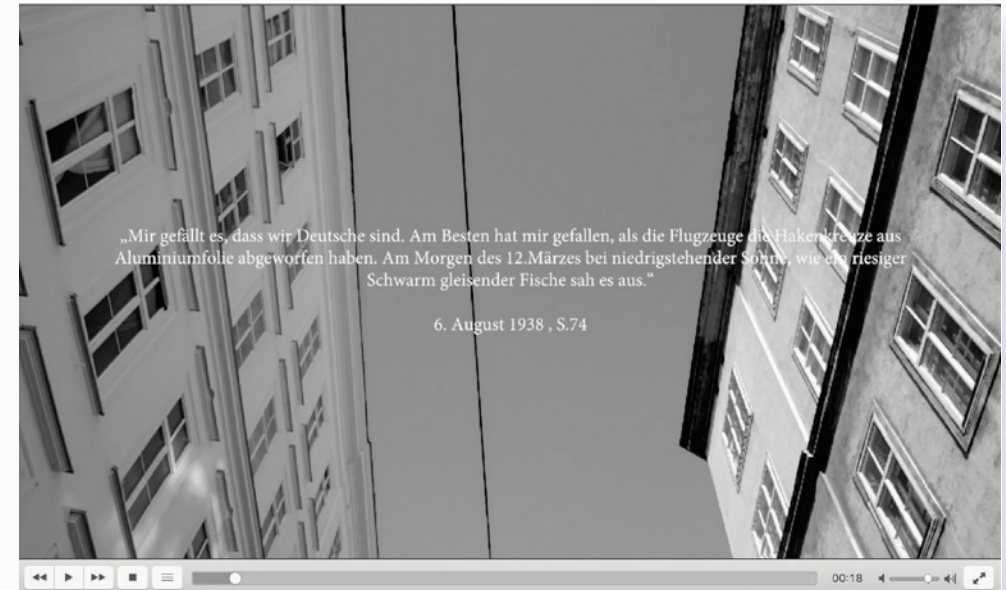 „Mir gefällt es, dass wir Deutsche sind. Am Besten hat mir gefallen, als die Flugzeuge die Hakenkreuze aus
Aluminiumfolie abgeworfen haben. Am Morgen des 12.Märzes bei niedrigstehender Sonne, wie ein riesiger
Schwarm gleisender Fische sah es aus.“
6. August 1938 , S.74
00:18